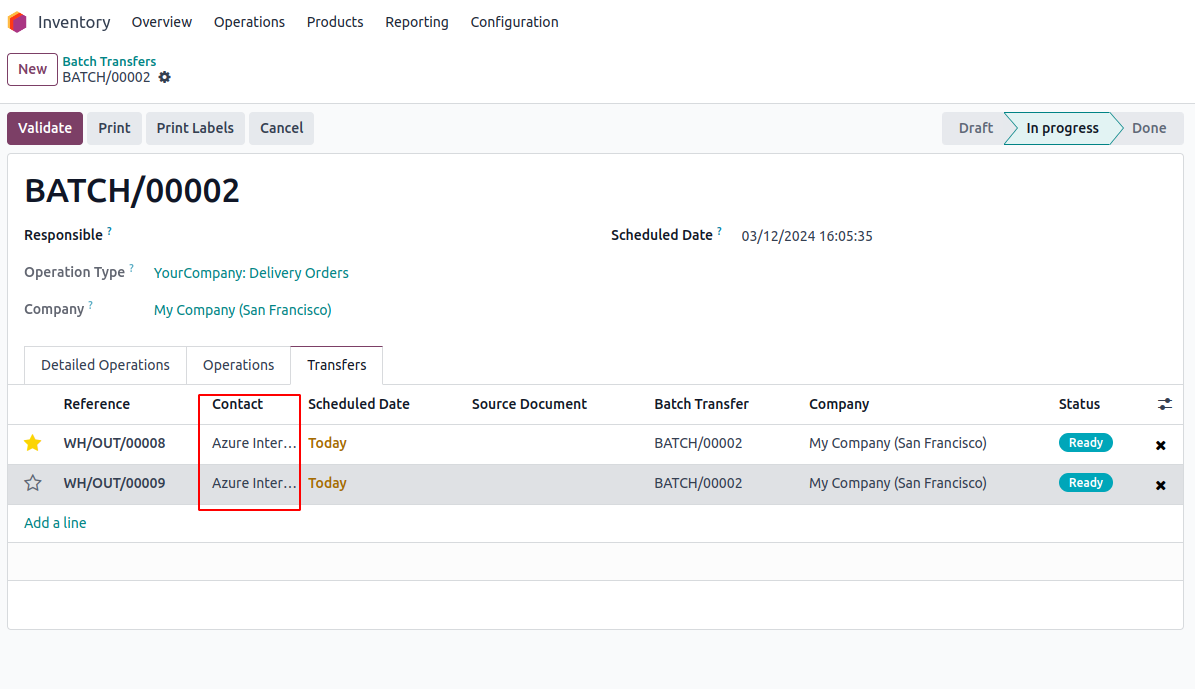 Inventory Overview Operations Products Reporting Configuration
New Batch Transfers
BATCH/00002
Validate Print Print Labels Cancel Draft In progress Done
BATCH/00002
Responsible ? Scheduled Date ? 03/12/2024 16:05:35
Operation Type ? YourCompany: Delivery Orders
Company ? My Company (San Francisco)
Detailed Operations Operations Transfers
Reference Contact Scheduled Date Source Document Batch Transfer Company Status
WH/OUT/00008 Azure Inter... Today BATCH/00002 My Company (San Francisco) Ready
WH/OUT/00009 Azure Inter... Today BATCH/00002 My Company (San Francisco) Ready
Add a line